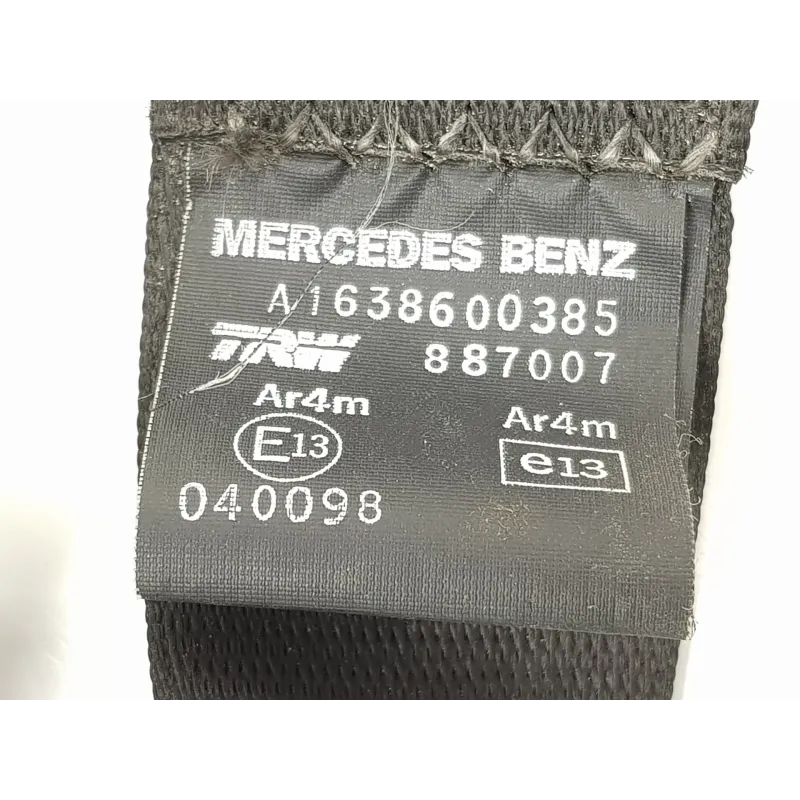 MERCEDES BENZ
A1638600385
TRW 887007
Ar4m Ar4m
E13 e13
040098